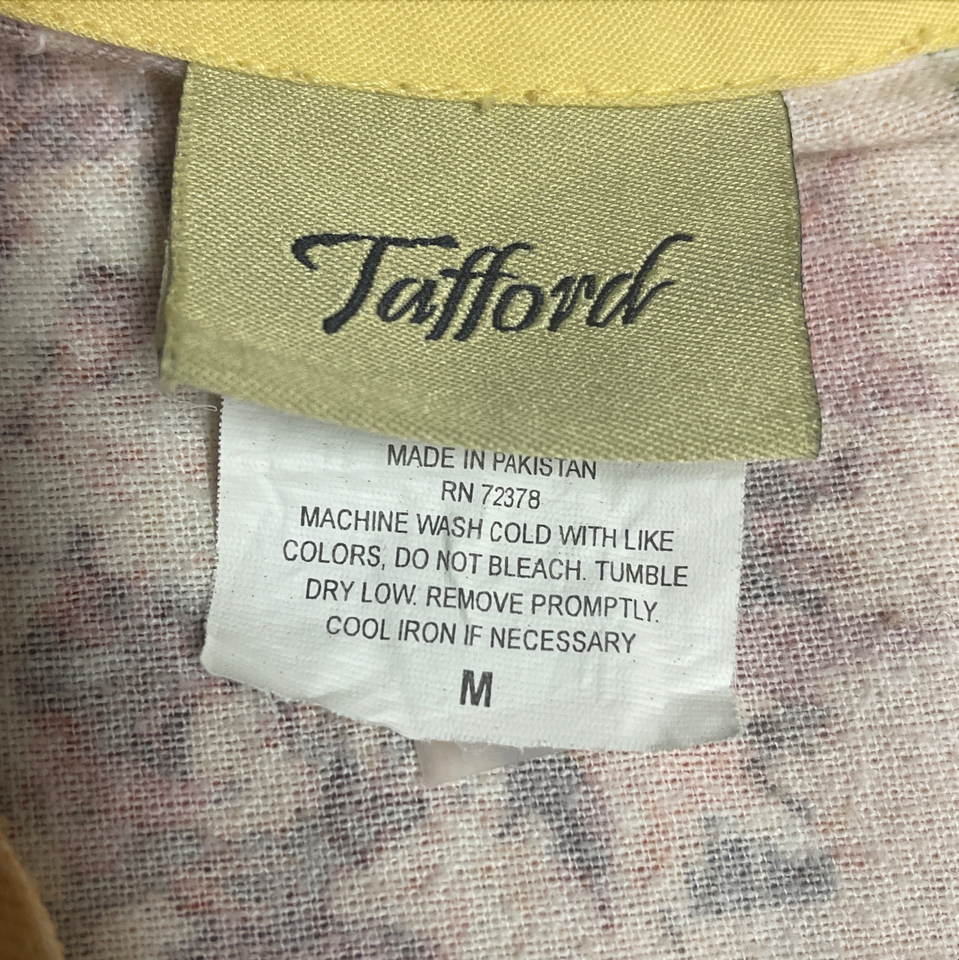 Tafford
MADE IN PAKISTAN
RN 72378
MACHINE WASH COLD WITH LIKE
COLORS, DO NOT BLEACH. TUMBLE
DRY LOW. REMOVE PROMPTLY.
COOL IRON IF NECESSARY
M